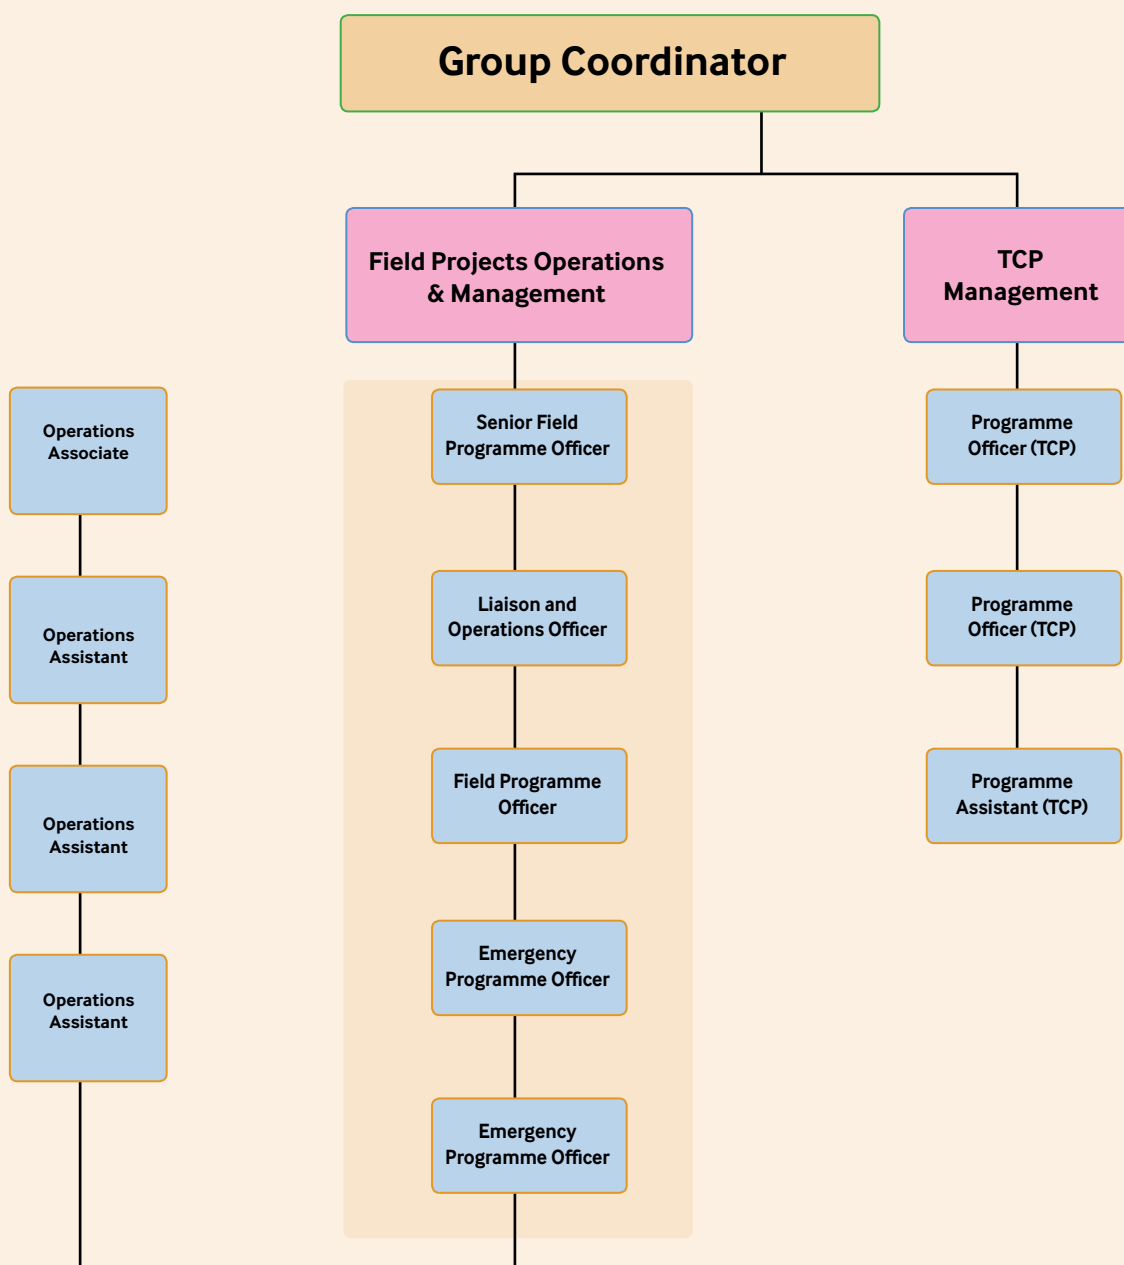 Group Coordinator
Field Projects Operations
& Management
TCP
Management
Operations
Associate
Operations
Assistant
Operations
Assistant
Operations
Assistant
Senior Field
Programme Officer
Liaison and
Operations Officer
Field Programme
Officer
Emergency
Programme Officer
Emergency
Programme Officer
Programme
Officer (TCP)
Programme
Officer (TCP)
Programme
Assistant (TCP)